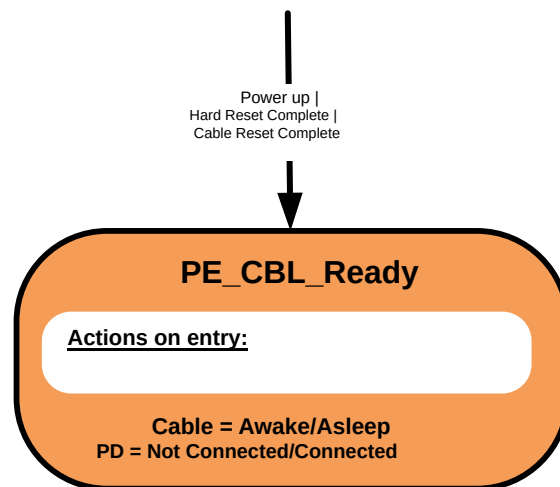 Power up |
Hard Reset Complete |
Cable Reset Complete
PE_CBL_Ready
Actions on entry:
Cable = Awake/Asleep
PD = Not Connected/Connected